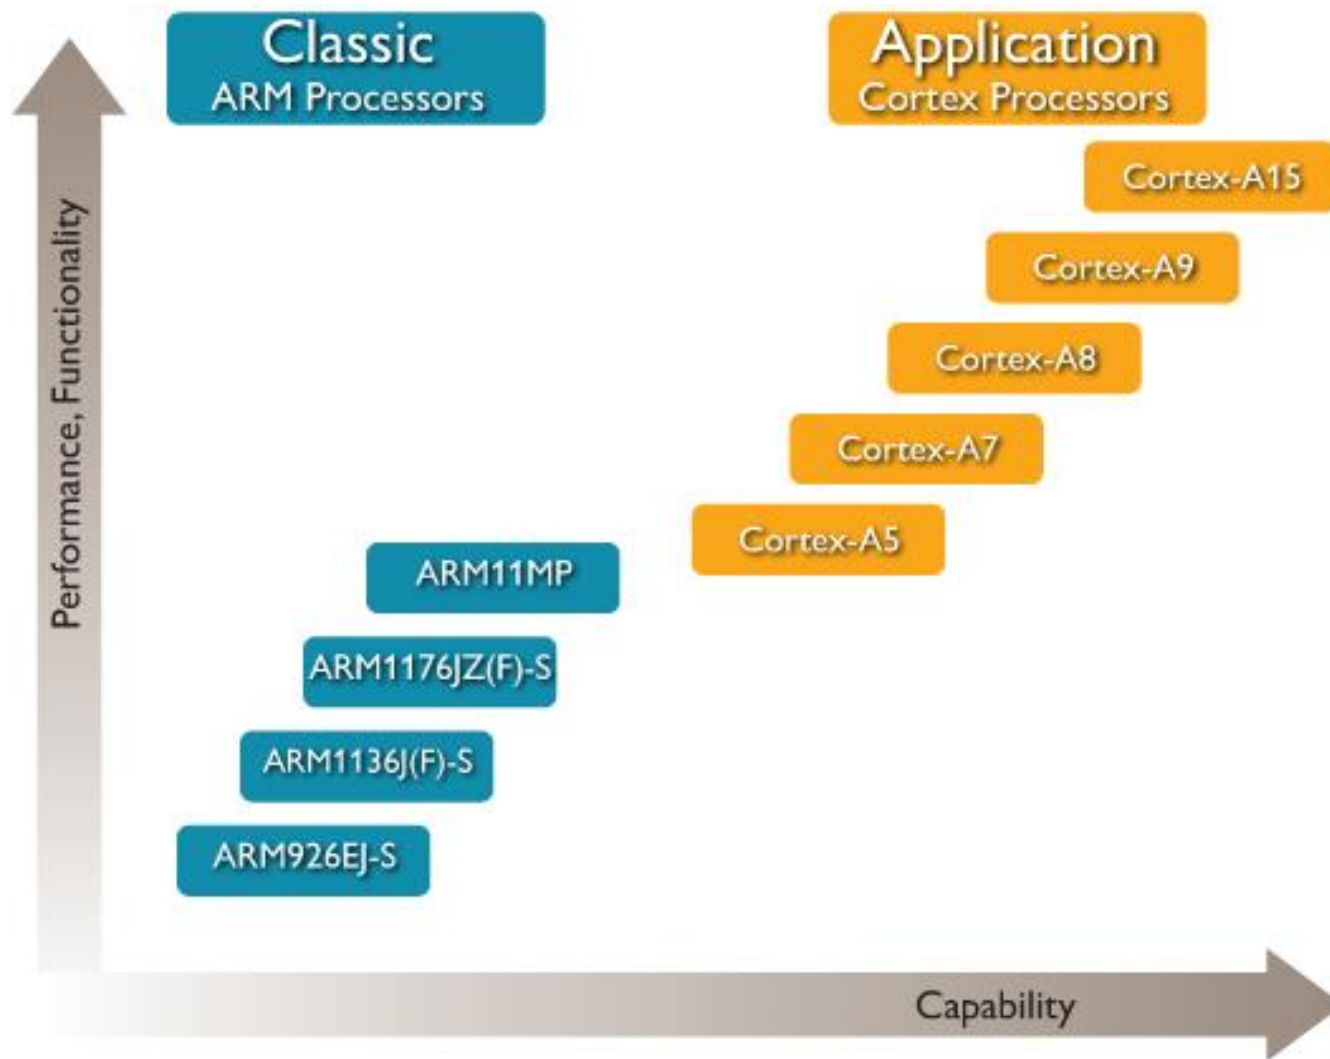 Classic
ARM Processors
Application
Cortex Processors
Cortex-A15
Cortex-A9
Cortex-A8
Cortex-A7
Cortex-A5
ARM11MP
ARM1176JZ(F)-S
ARM1136J(F)-S
ARM926EJ-S
Performance, Functionality
Capability